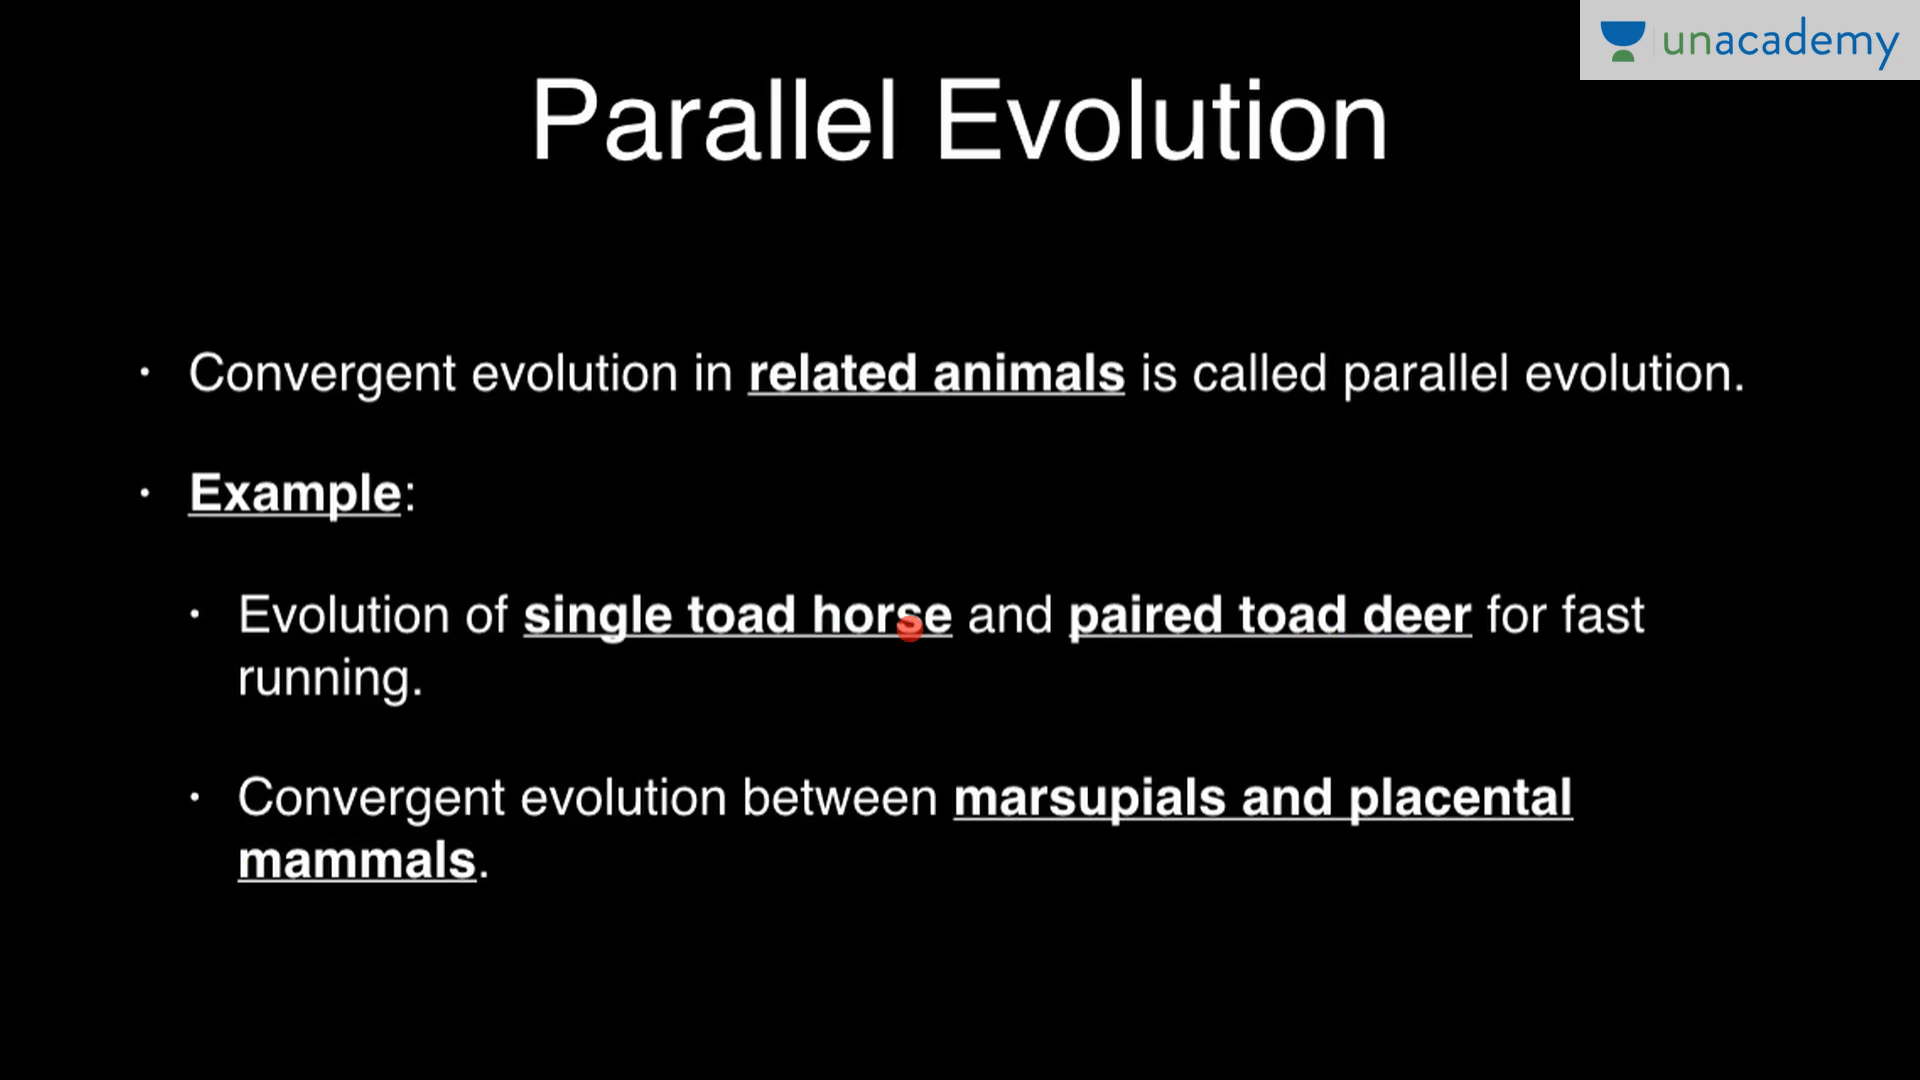 unacademy
Parallel Evolution
• Convergent evolution in related animals is called parallel evolution.
• Example:
• Evolution of single toad horse and paired toad deer for fast
running.
• Convergent evolution between marsupials and placental
mammals.